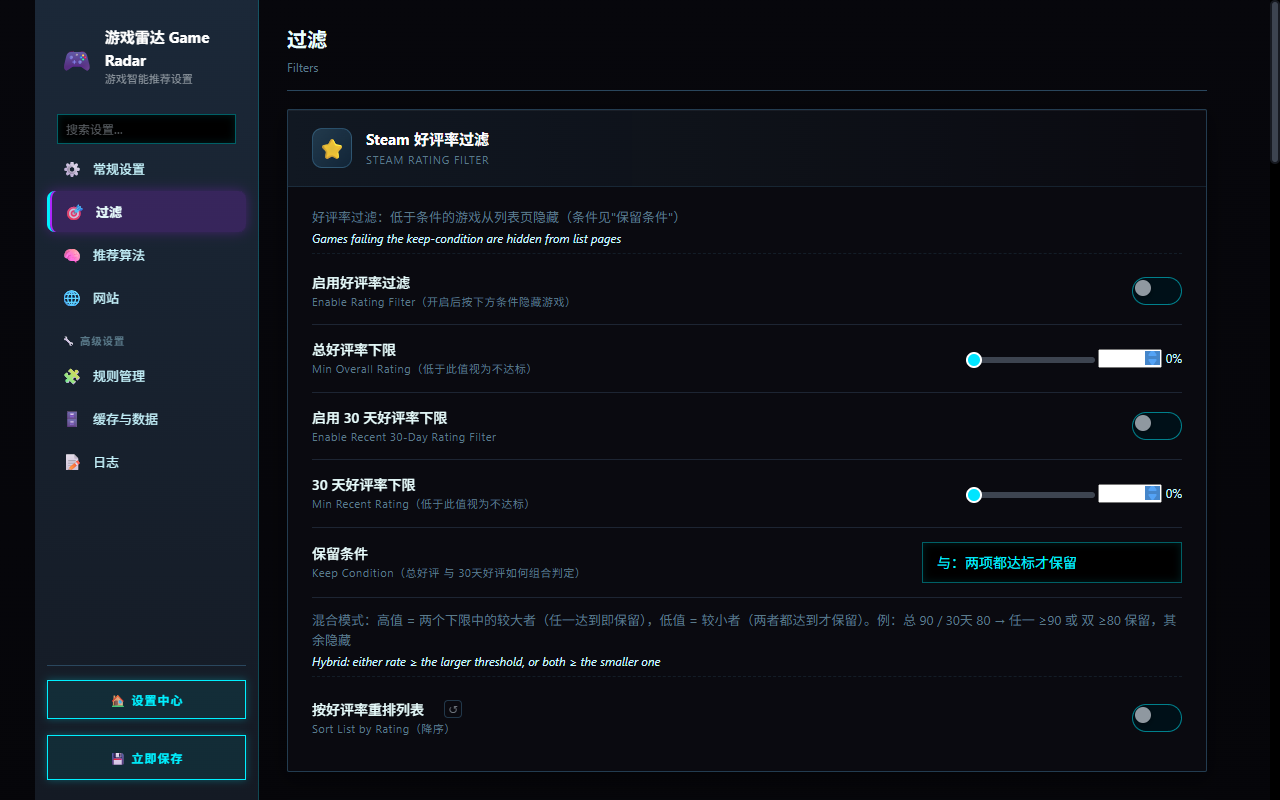 游戏雷达 Game
Radar
游戏智能推荐设置
搜索设置...
常规设置
过滤
推荐算法
网站
高级设置
规则管理
缓存与数据
日志
设置中心
立即保存
过滤
Filters
Steam 好评率过滤
STEAM RATING FILTER
好评率过滤：低于条件的游戏从列表页隐藏（条件见"保留条件"）
Games failing the keep-condition are hidden from list pages
启用好评率过滤
Enable Rating Filter（开启后按下方条件隐藏游戏）
总好评率下限
Min Overall Rating（低于此值视为不达标）
0%
启用 30 天好评率下限
Enable Recent 30-Day Rating Filter
30 天好评率下限
Min Recent Rating（低于此值视为不达标）
0%
保留条件
Keep Condition（总好评 与 30天好评如何组合判定）
与：两项都达标才保留
混合模式：高值 = 两个下限中的较大者（任一达到即保留），低值 = 较小者（两者都达到才保留）。例：总 90 / 30天 80 → 任一 ≥90 或 双 ≥80 保留，其
余隐藏
Hybrid: either rate ≥ the larger threshold, or both ≥ the smaller one
按好评率重排列表 ↺
Sort List by Rating（降序）